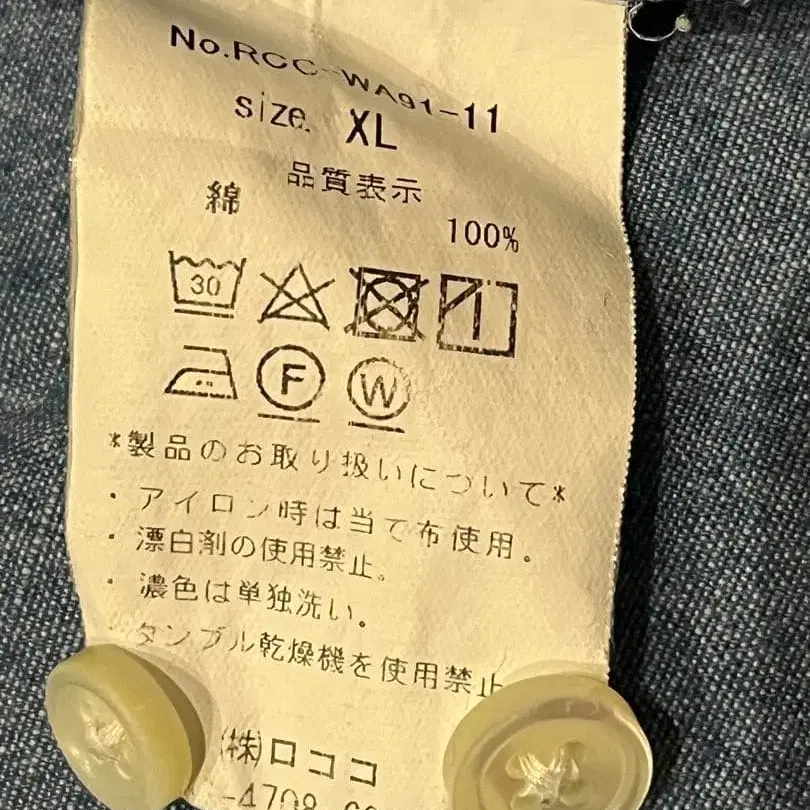 No.RCC-WA91-11
size. XL
品質表示
綿 100%
30
F W
*製品のお取り扱いについて*
・アイロン時は当て布使用。
・漂白剤の使用禁止。
・濃色は単独洗い。
・タンブル乾燥機を使用禁止
(株)ロココ
-4708-